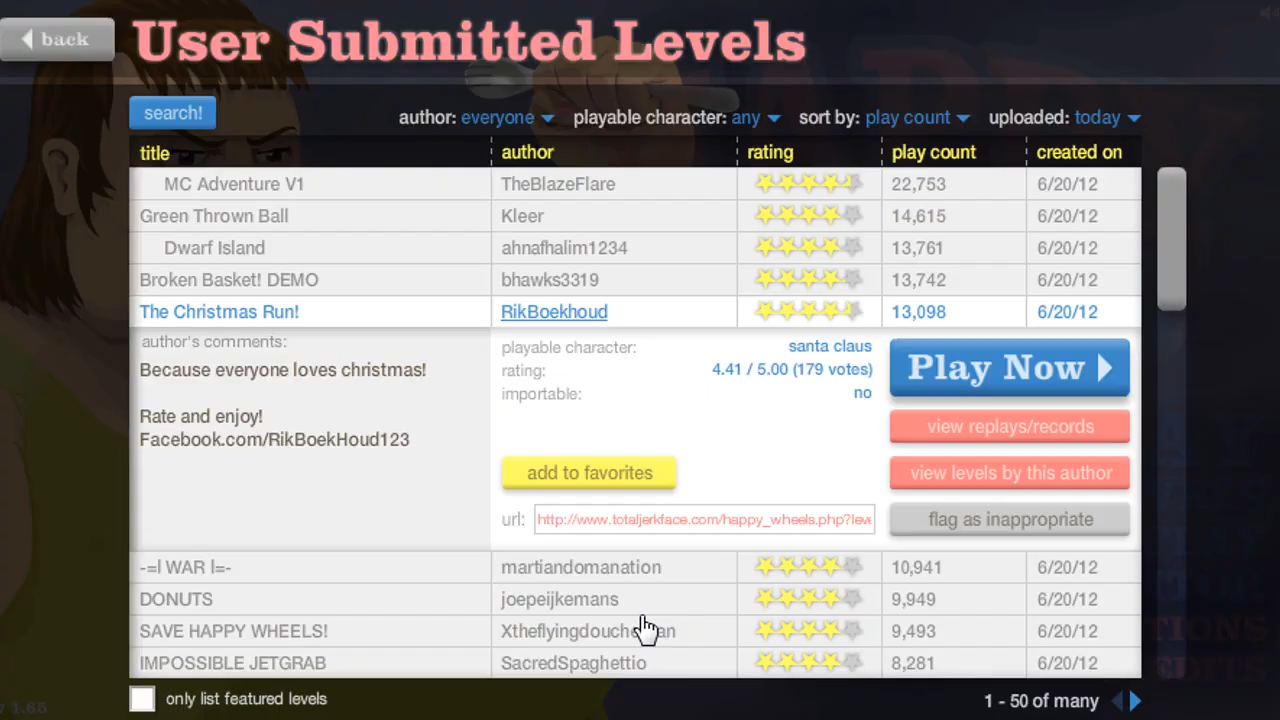 back
User Submitted Levels
search!
author: everyone playable character: any sort by: play count uploaded: today
title author rating play count created on
MC Adventure V1 TheBlazeFlare 22,753 6/20/12
Green Thrown Ball Kleer 14,615 6/20/12
Dwarf Island ahnafhalim1234 13,761 6/20/12
Broken Basket! DEMO bhawks3319 13,742 6/20/12
The Christmas Run! RikBoekhoud 13,098 6/20/12
author's comments:
Because everyone loves christmas!
Rate and enjoy!
Facebook.com/RikBoekHoud123
playable character: santa claus
rating: 4.41 / 5.00 (179 votes)
importable: no
add to favorites
url: http://www.totaljerkface.com/happy_wheels.php?leve
Play Now
view replays/records
view levels by this author
flag as inappropriate
-=I WAR I=- martiandomanation 10,941 6/20/12
DONUTS joepeijkemans 9,949 6/20/12
SAVE HAPPY WHEELS! 9,493 6/20/12
IMPOSSIBLE JETGRAB SacredSpaghettio 8,281 6/20/12
only list featured levels
1 - 50 of many